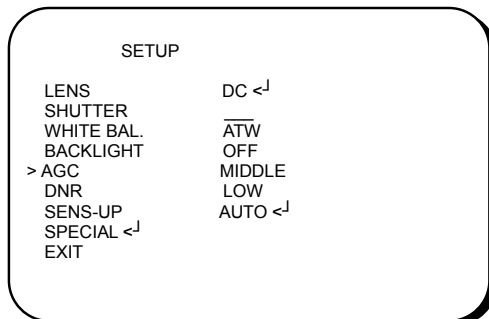 SETUP
LENS DC <┘
SHUTTER ___
WHITE BAL. ATW
BACKLIGHT OFF
> AGC MIDDLE
DNR LOW
SENS-UP AUTO <┘
SPECIAL <┘
EXIT